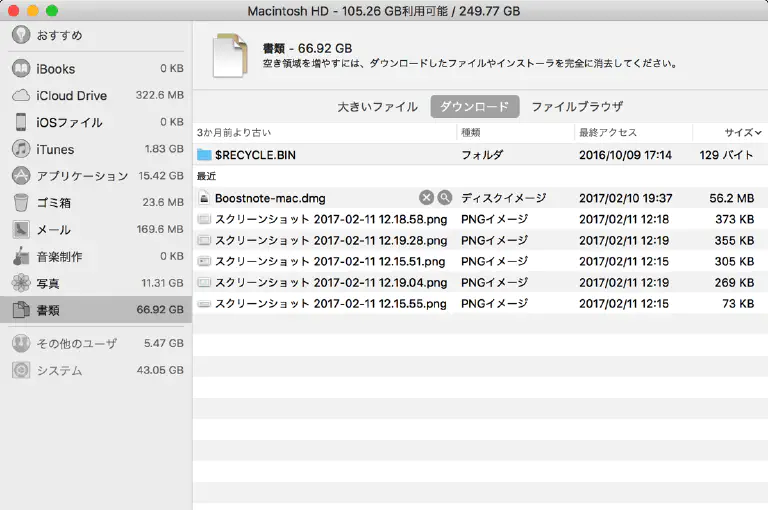 Macintosh HD - 105.26 GB利用可能 / 249.77 GB
おすすめ
iBooks 0 KB
iCloud Drive 322.6 MB
iOSファイル 0 KB
iTunes 1.83 GB
アプリケーション 15.42 GB
ゴミ箱 23.6 MB
メール 169.6 MB
音楽制作 0 KB
写真 11.31 GB
書類 66.92 GB
その他のユーザ 5.47 GB
システム 43.05 GB
書類 - 66.92 GB
空き領域を増やすには、ダウンロードしたファイルやインストーラを完全に消去してください。
大きいファイル ダウンロード ファイルブラウザ
3か月前より古い 種類 最終アクセス サイズ
$RECYCLE.BIN フォルダ 2016/10/09 17:14 129 バイト
最近
Boostnote-mac.dmg ディスクイメージ 2017/02/10 19:37 56.2 MB
スクリーンショット 2017-02-11 12.18.58.png PNGイメージ 2017/02/11 12:18 373 KB
スクリーンショット 2017-02-11 12.19.28.png PNGイメージ 2017/02/11 12:19 355 KB
スクリーンショット 2017-02-11 12.15.51.png PNGイメージ 2017/02/11 12:15 305 KB
スクリーンショット 2017-02-11 12.19.04.png PNGイメージ 2017/02/11 12:19 269 KB
スクリーンショット 2017-02-11 12.15.55.png PNGイメージ 2017/02/11 12:15 73 KB